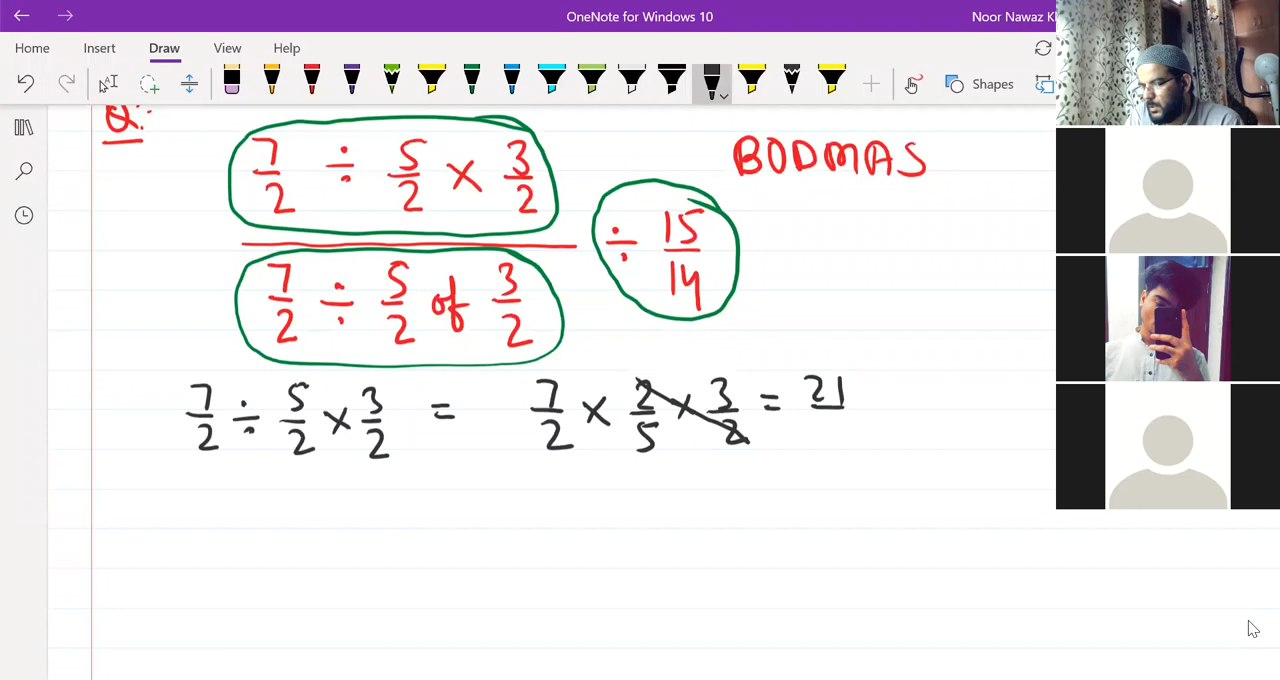 OneNote for Windows 10
Noor Nawaz K
Home Insert Draw View Help
Shapes
Q:-
7/2 ÷ 5/2 × 3/2
BODMAS
÷ 15/14
7/2 ÷ 5/2 of 3/2
7/2 ÷ 5/2 × 3/2 = 7/2 × 2/5 × 3/2 = 21